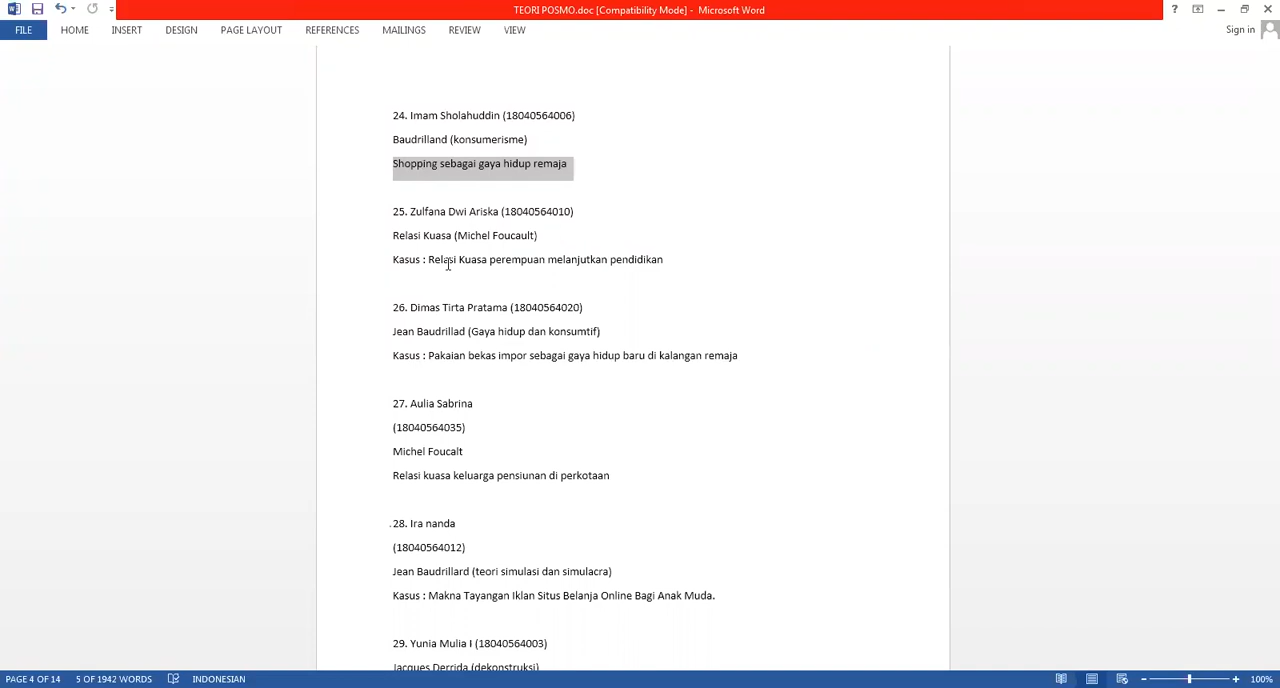 TEORI POSMO.doc [Compatibility Mode] - Microsoft Word
?
FILE HOME INSERT DESIGN PAGE LAYOUT REFERENCES MAILINGS REVIEW VIEW Sign in
24. Imam Sholahuddin (18040564006)
Baudrilland (konsumerisme)
Shopping sebagai gaya hidup remaja
25. Zulfana Dwi Ariska (18040564010)
Relasi Kuasa (Michel Foucault)
Kasus : Relasi Kuasa perempuan melanjutkan pendidikan
26. Dimas Tirta Pratama (18040564020)
Jean Baudrillad (Gaya hidup dan konsumtif)
Kasus : Pakaian bekas impor sebagai gaya hidup baru di kalangan remaja
27. Aulia Sabrina
(18040564035)
Michel Foucalt
Relasi kuasa keluarga pensiunan di perkotaan
.28. Ira nanda
(18040564012)
Jean Baudrillard (teori simulasi dan simulacra)
Kasus : Makna Tayangan Iklan Situs Belanja Online Bagi Anak Muda.
29. Yunia Mulia I (18040564003)
Jacques Derrida (dekonstruksi)
PAGE 4 OF 14 5 OF 1942 WORDS INDONESIAN 100%